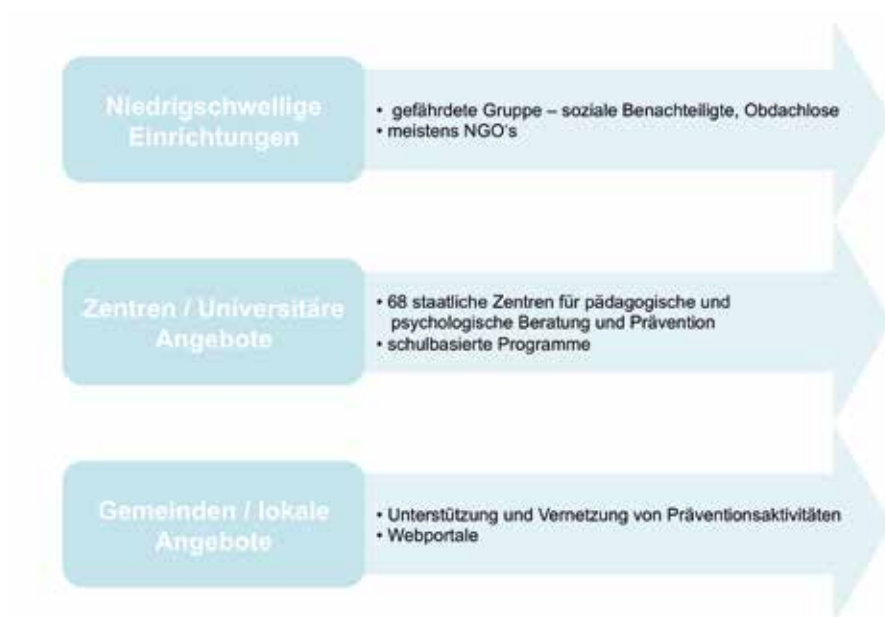 Niedrigschwellige
Einrichtungen
• gefährdete Gruppe – soziale Benachteiligte, Obdachlose
• meistens NGO's
Zentren / Universitäre
Angebote
• 68 staatliche Zentren für pädagogische und
psychologische Beratung und Prävention
• schulbasierte Programme
Gemeinden / lokale
Angebote
• Unterstützung und Vernetzung von Präventionsaktivitäten
• Webportale